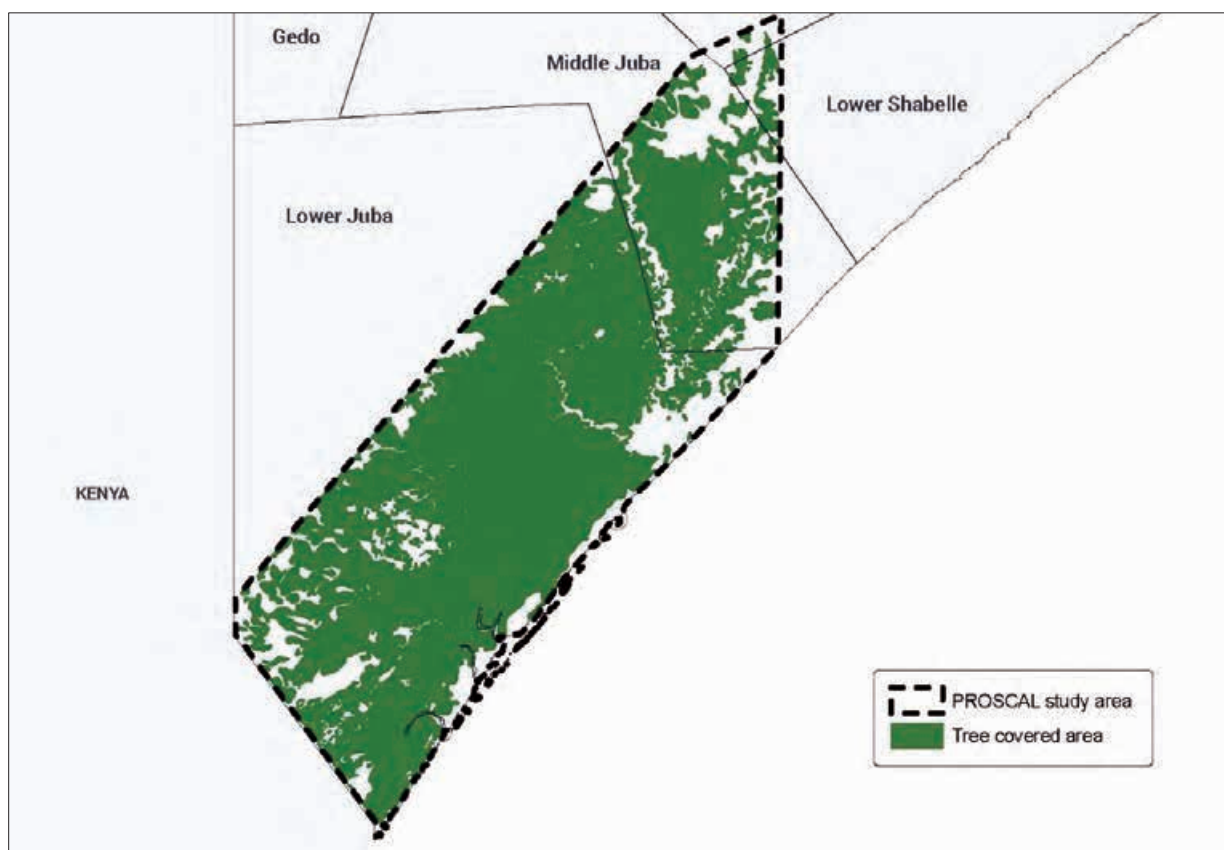 Gedo
Middle Juba
Lower Shabelle
Lower Juba
KENYA
PROSCAL study area
Tree covered area